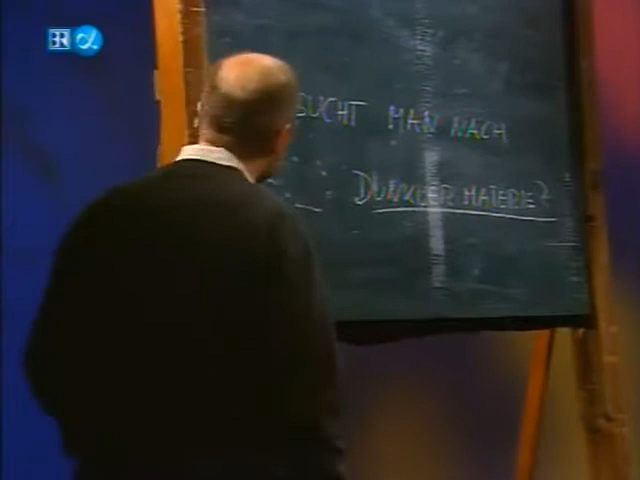 BR α
SUCHT MAN NACH
DUNKLER MATERIE?